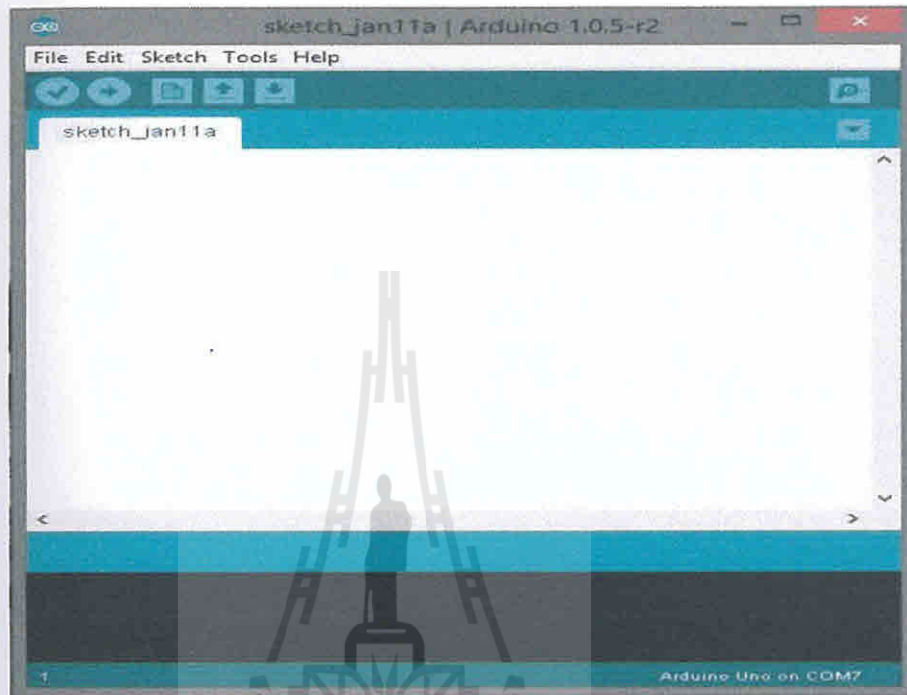 sketch_jan11a | Arduino 1.0.5-r2
File Edit Sketch Tools Help
sketch_jan11a
1
Arduino Uno on COM7